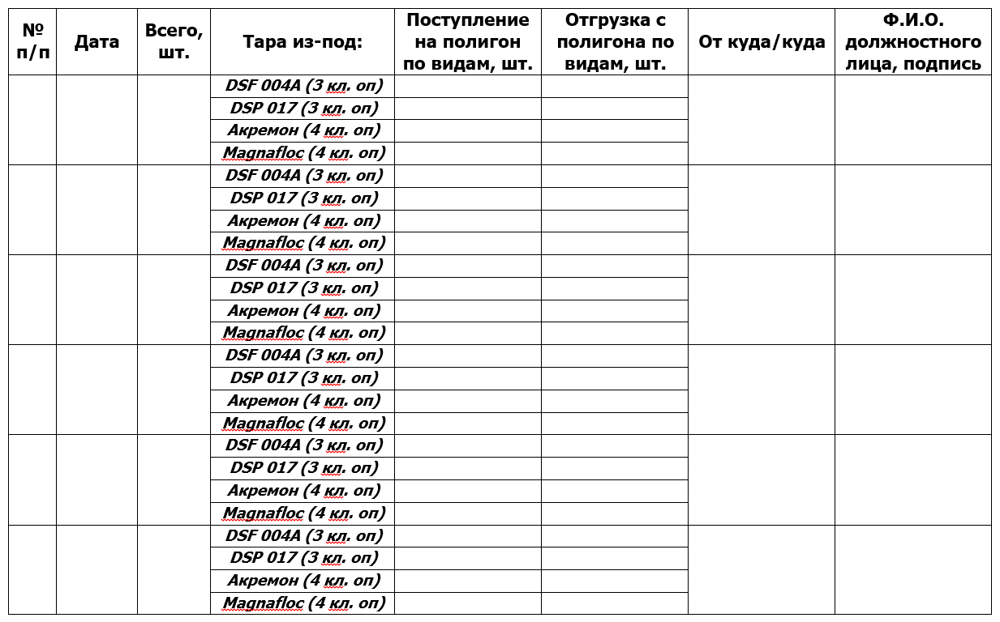 №
п/п
Дата
Всего,
шт.
Тара из-под:
Поступление
на полигон
по видам, шт.
Отгрузка с
полигона по
видам, шт.
От куда/куда
Ф.И.О.
должностного
лица, подпись
DSF 004A (3 кл. оп)
DSP 017 (3 кл. оп)
Акремон (4 кл. оп)
Magnafloc (4 кл. оп)
DSF 004A (3 кл. оп)
DSP 017 (3 кл. оп)
Акремон (4 кл. оп)
Magnafloc (4 кл. оп)
DSF 004A (3 кл. оп)
DSP 017 (3 кл. оп)
Акремон (4 кл. оп)
Magnafloc (4 кл. оп)
DSF 004A (3 кл. оп)
DSP 017 (3 кл. оп)
Акремон (4 кл. оп)
Magnafloc (4 кл. оп)
DSF 004A (3 кл. оп)
DSP 017 (3 кл. оп)
Акремон (4 кл. оп)
Magnafloc (4 кл. оп)
DSF 004A (3 кл. оп)
DSP 017 (3 кл. оп)
Акремон (4 кл. оп)
Magnafloc (4 кл. оп)